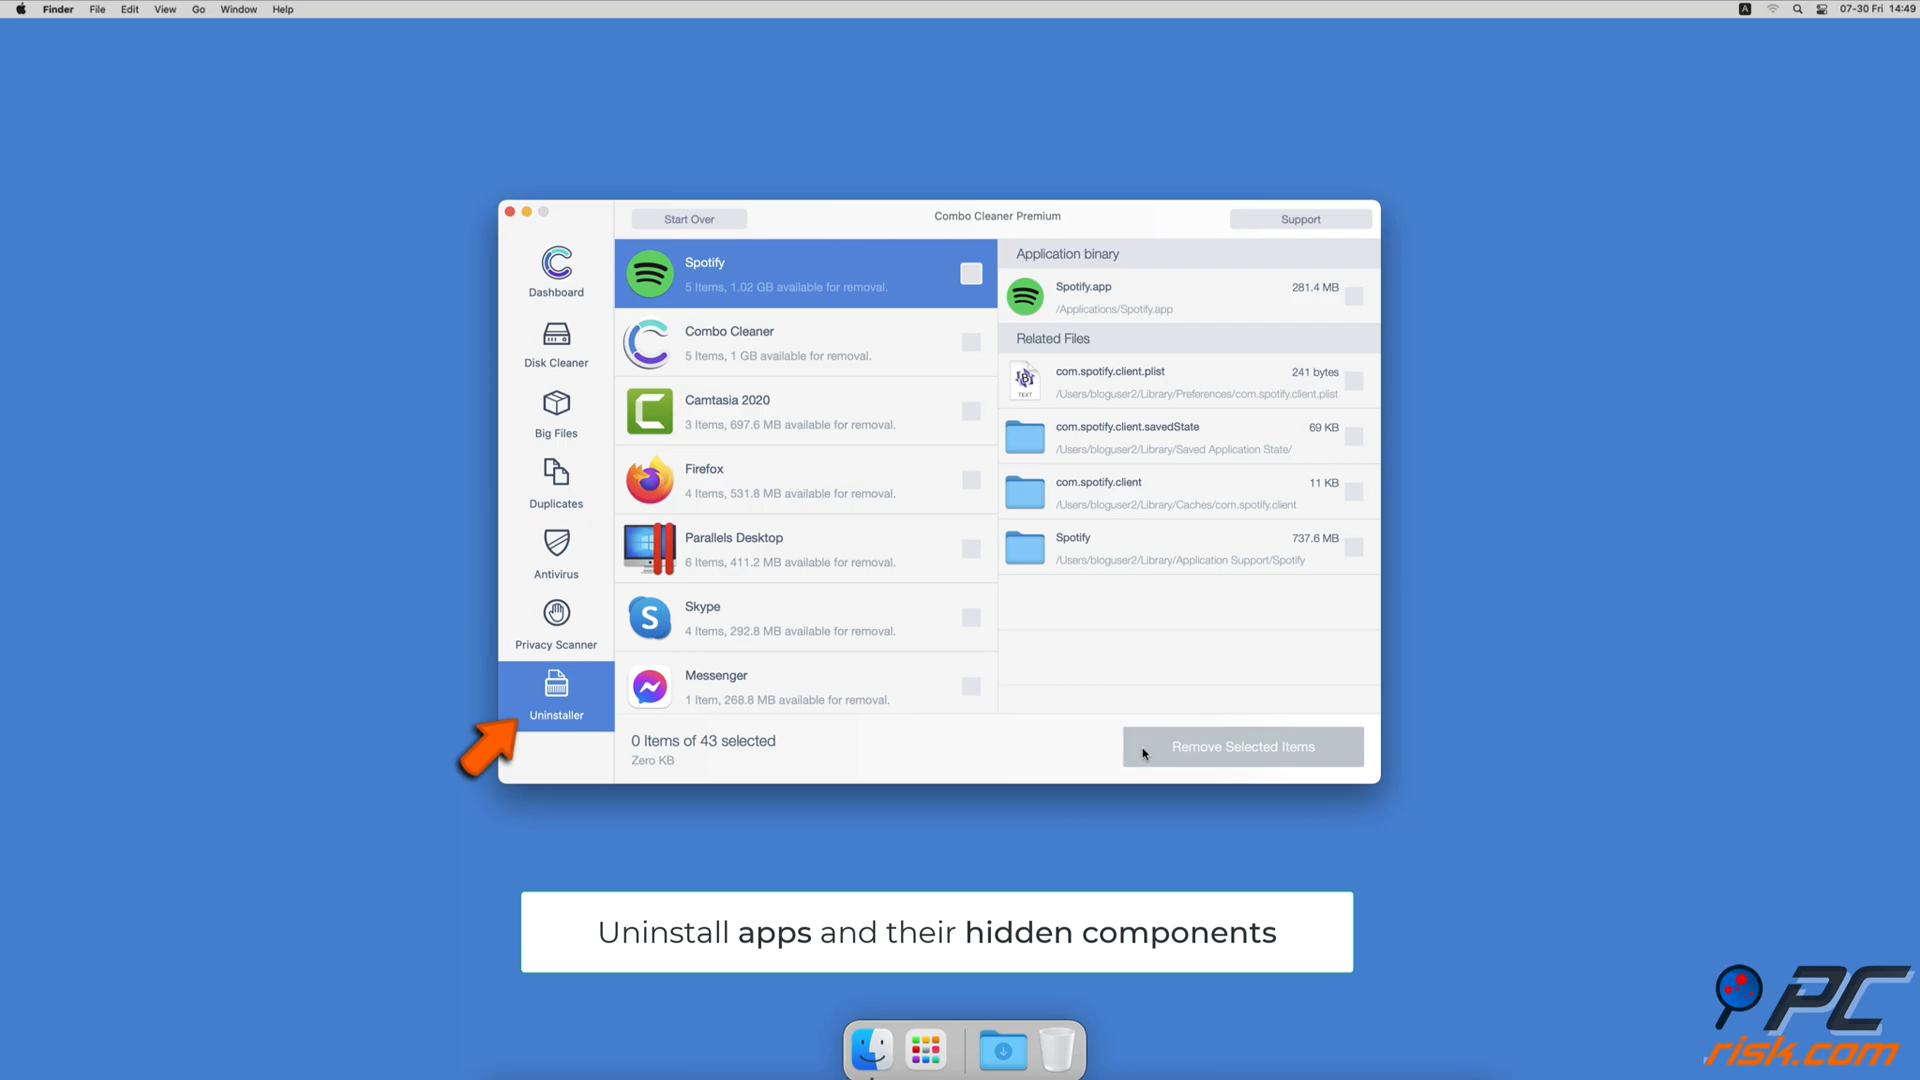 Finder File Edit View Go Window Help
A 07-30 Fri 14:49
Start Over
Combo Cleaner Premium
Support
Dashboard
Disk Cleaner
Big Files
Duplicates
Antivirus
Privacy Scanner
Uninstaller
Spotify
5 Items, 1.02 GB available for removal.
Combo Cleaner
5 Items, 1 GB available for removal.
Camtasia 2020
3 Items, 697.6 MB available for removal.
Firefox
4 Items, 531.8 MB available for removal.
Parallels Desktop
6 Items, 411.2 MB available for removal.
Skype
4 Items, 292.8 MB available for removal.
Messenger
1 Item, 268.8 MB available for removal.
Application binary
Spotify.app 281.4 MB
/Applications/Spotify.app
Related Files
com.spotify.client.plist 241 bytes
/Users/bloguser2/Library/Preferences/com.spotify.client.plist
TEXT
com.spotify.client.savedState 69 KB
/Users/bloguser2/Library/Saved Application State/
com.spotify.client 11 KB
/Users/bloguser2/Library/Caches/com.spotify.client
Spotify 737.6 MB
/Users/bloguser2/Library/Application Support/Spotify
0 Items of 43 selected
Zero KB
Remove Selected Items
Uninstall apps and their hidden components
PC
risk.com